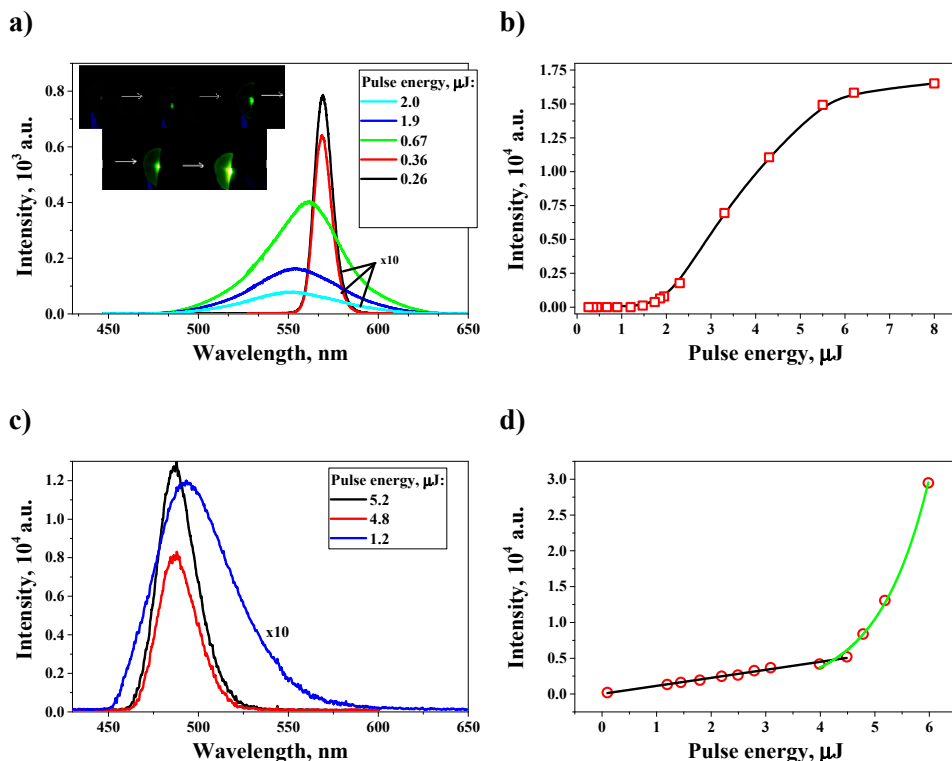 a)
Intensity, 10³ a.u.
0.8
0.6
0.4
0.2
0.0
450 500 550 600 650
Wavelength, nm
Pulse energy, μJ:
2.0
1.9
0.67
0.36
0.26
x10
b)
Intensity, 10⁴ a.u.
1.75
1.50
1.25
1.00
0.75
0.50
0.25
0.00
0 1 2 3 4 5 6 7 8
Pulse energy, μJ
c)
Intensity, 10⁴ a.u.
1.2
1.0
0.8
0.6
0.4
0.2
0.0
450 500 550 600 650
Wavelength, nm
Pulse energy, μJ:
5.2
4.8
1.2
x10
d)
Intensity, 10⁴ a.u.
3.0
2.5
2.0
1.5
1.0
0.5
0.0
0 1 2 3 4 5 6
Pulse energy, μJ